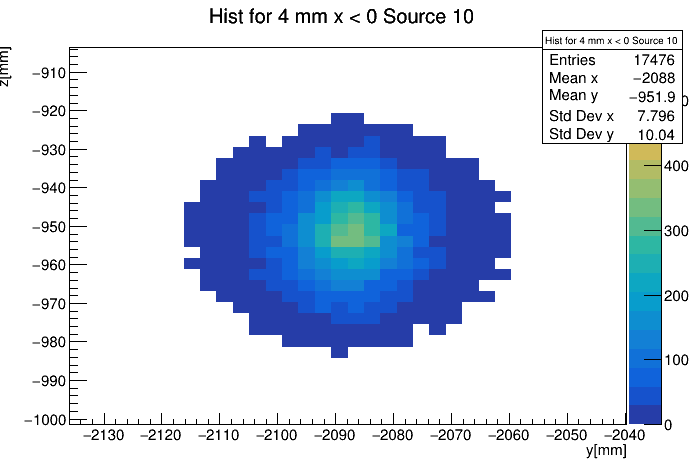 Hist for 4 mm x < 0 Source 10
z[mm]
−910
−920
−930
−940
−950
−960
−970
−980
−990
−1000
−2130 −2120 −2110 −2100 −2090 −2080 −2070 −2060 −2050 −2040
y[mm]
Hist for 4 mm x < 0 Source 10
Entries 17476
Mean x −2088
Mean y −951.9
Std Dev x 7.796
Std Dev y 10.04
400
300
200
100
0